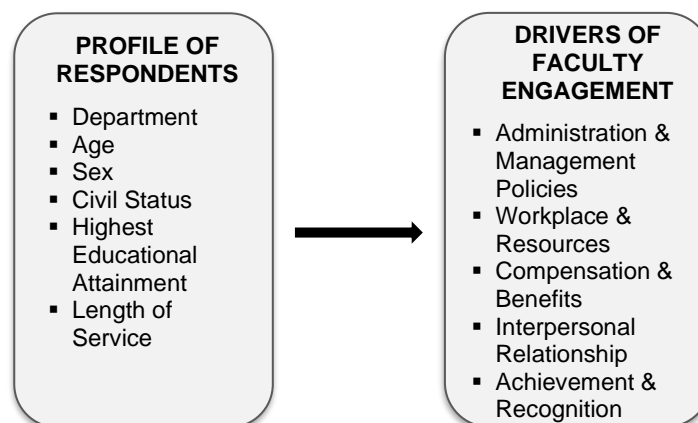 PROFILE OF
RESPONDENTS
▪ Department
▪ Age
▪ Sex
▪ Civil Status
▪ Highest
Educational
Attainment
▪ Length of
Service
DRIVERS OF
FACULTY
ENGAGEMENT
▪ Administration &
Management
Policies
▪ Workplace &
Resources
▪ Compensation &
Benefits
▪ Interpersonal
Relationship
▪ Achievement &
Recognition